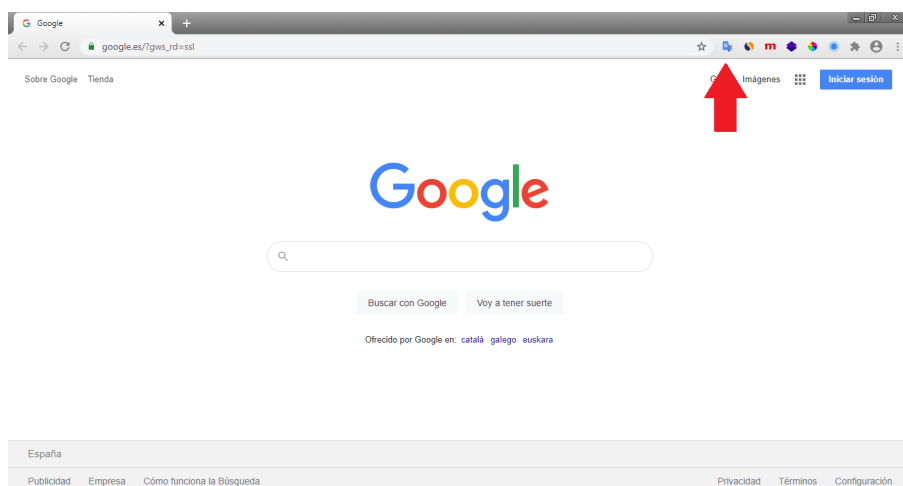 Google
google.es/?gws_rd=ssl
Sobre Google Tienda
Imágenes Iniciar sesión
Google
Buscar con Google Voy a tener suerte
Ofrecido por Google en: català galego euskara
España
Publicidad Empresa Cómo funciona la Búsqueda
Privacidad Términos Configuración